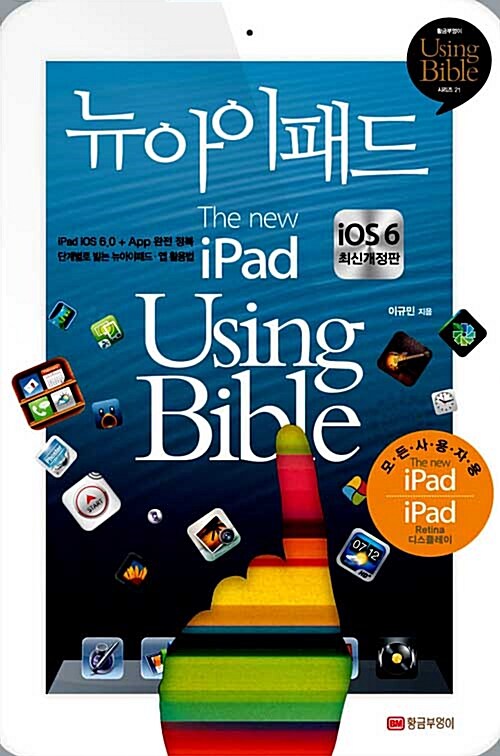 황금부엉이
Using
Bible
시리즈 21
뉴아이패드
The new
iPad
iPad iOS 6.0 + App 완전 정복
단계별로 밟는 뉴아이패드·앱 활용법
iOS 6
최신개정판
이규민 지음
Using
Bible
모·든·사·용·자·용
The new
iPad
iPad
Retina
디스플레이
START
07:12
BM 황금부엉이